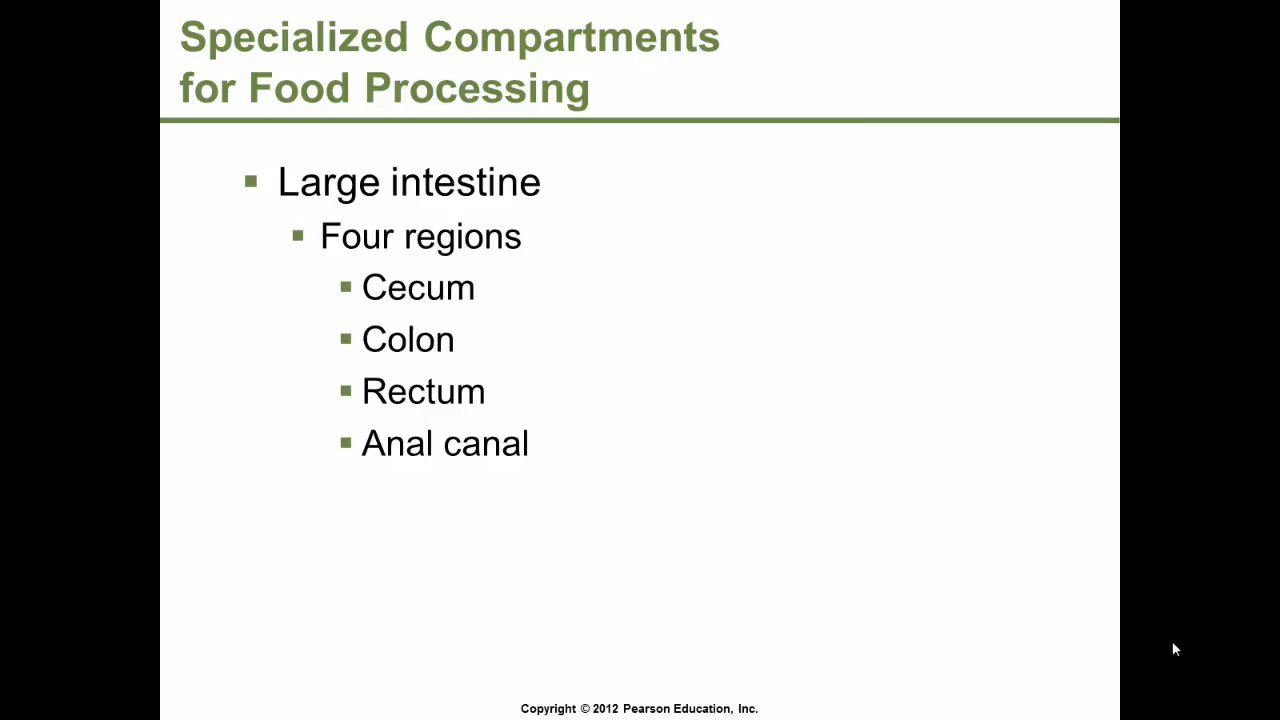 Specialized Compartments
for Food Processing
Large intestine
Four regions
Cecum
Colon
Rectum
Anal canal
Copyright © 2012 Pearson Education, Inc.